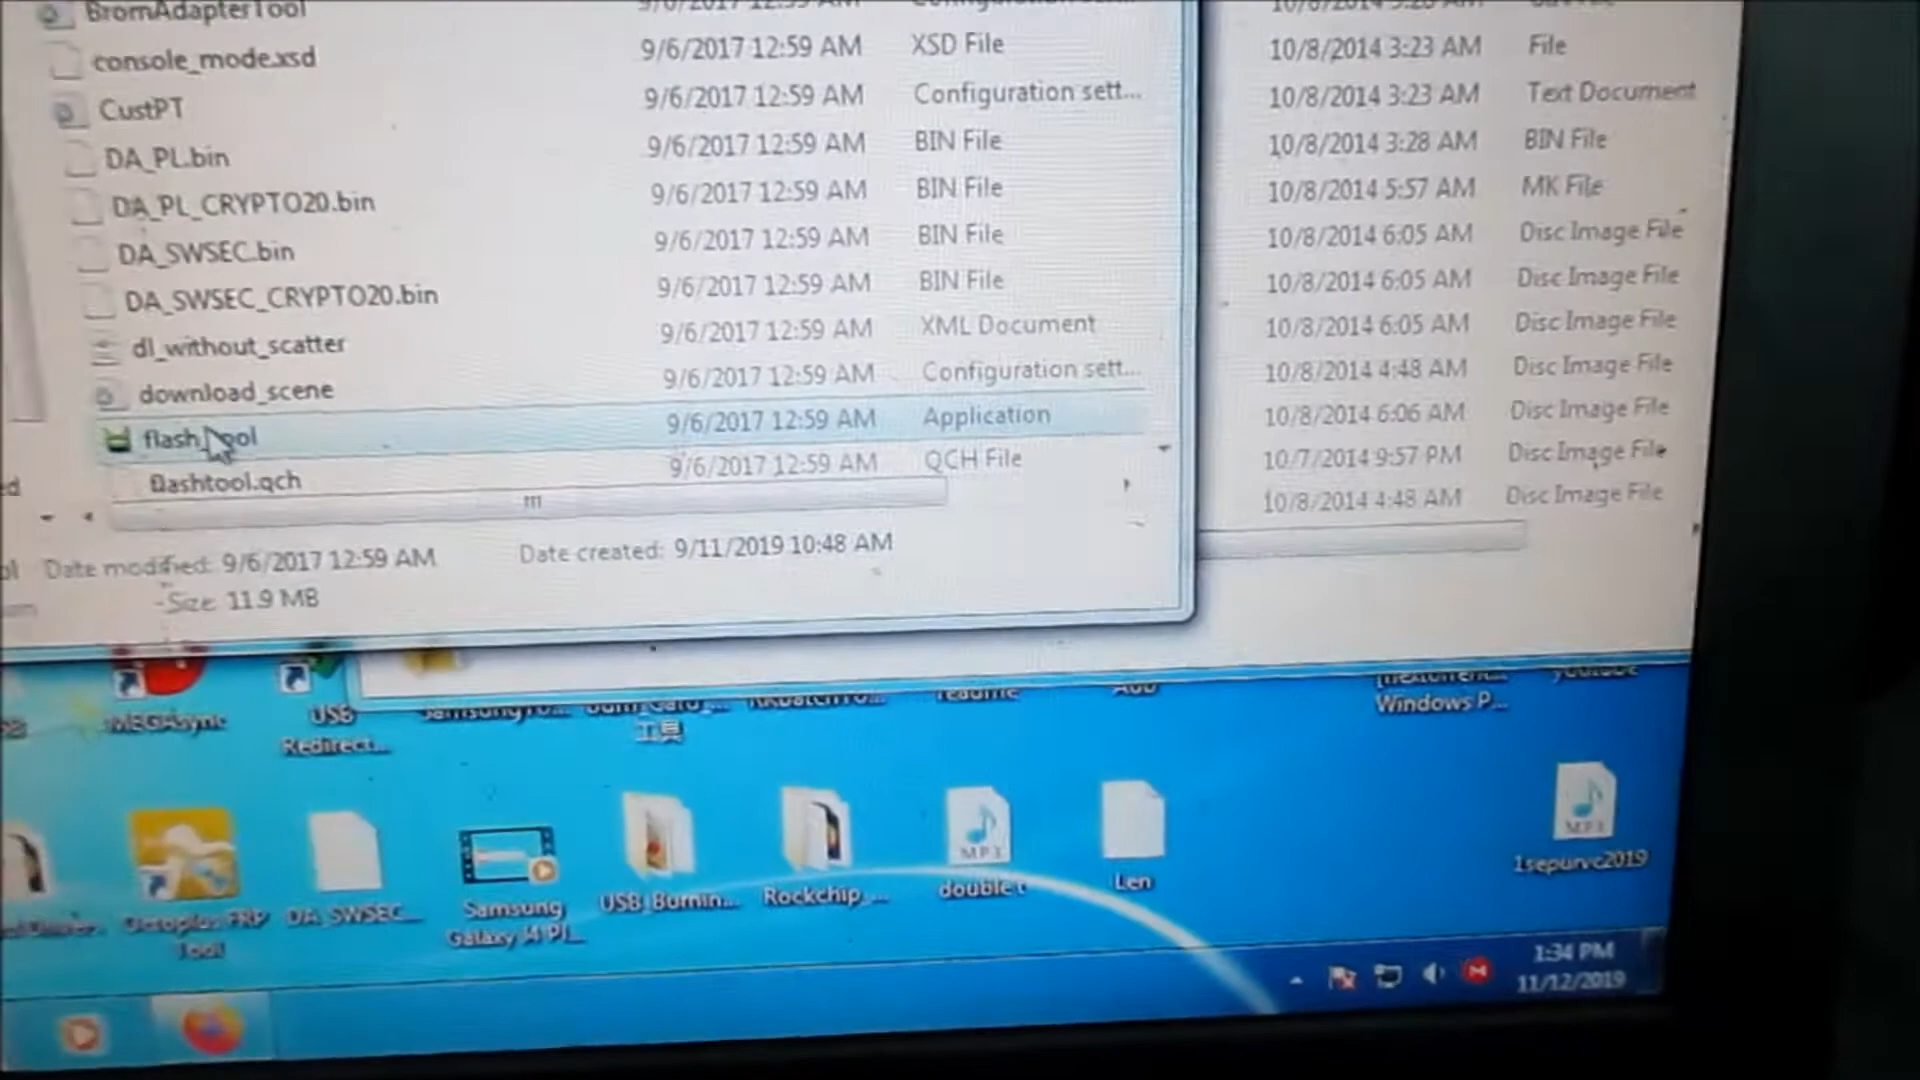 BromAdapterTool
console_mode.xsd 9/6/2017 12:59 AM XSD File
CustPT 9/6/2017 12:59 AM Configuration sett...
DA_PL.bin 9/6/2017 12:59 AM BIN File
DA_PL_CRYPTO20.bin 9/6/2017 12:59 AM BIN File
DA_SWSEC.bin 9/6/2017 12:59 AM BIN File
DA_SWSEC_CRYPTO20.bin 9/6/2017 12:59 AM BIN File
dl_without_scatter 9/6/2017 12:59 AM XML Document
download_scene 9/6/2017 12:59 AM Configuration sett...
flash_tool 9/6/2017 12:59 AM Application
flashtool.qch 9/6/2017 12:59 AM QCH File
Date modified: 9/6/2017 12:59 AM Date created: 9/11/2019 10:48 AM
Size: 11.9 MB
10/8/2014 3:23 AM File
10/8/2014 3:23 AM Text Document
10/8/2014 3:28 AM BIN File
10/8/2014 5:57 AM MK File
10/8/2014 6:05 AM Disc Image File
10/8/2014 6:05 AM Disc Image File
10/8/2014 6:05 AM Disc Image File
10/8/2014 4:48 AM Disc Image File
10/8/2014 6:06 AM Disc Image File
10/7/2014 9:57 PM Disc Image File
10/8/2014 4:48 AM Disc Image File
MEGAsync
USB
Redirect...
工具
readme
Windows P...
youtube
Octoplus FRP
Tool
DA_SWSEC_...
Samsung
Galaxy J4 Pl...
USB_Burnin...
Rockchip_...
MP3
double t
Len
MP3
1sepurvc2019
1:34 PM
11/12/2019